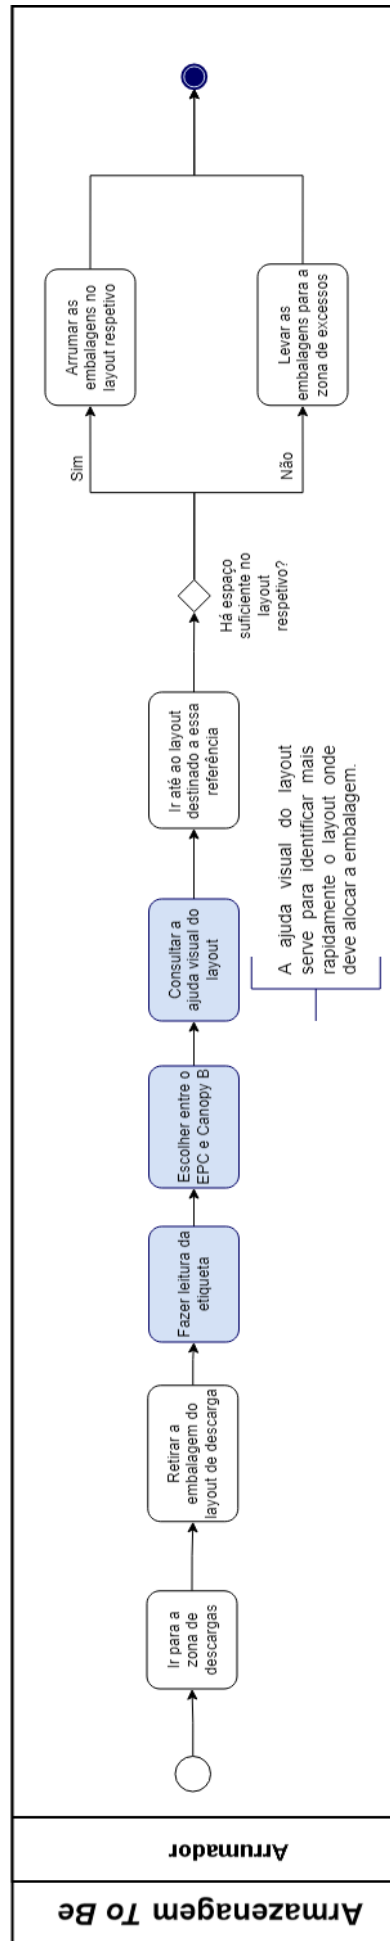 Armazenagem To Be
Arrumador
Ir para a
zona de
descargas
Retirar a
embalagem do
layout de descarga
Fazer leitura da
etiqueta
Escolher entre o
EPC e Canopy B
Consultar a
ajuda visual do
layout
A ajuda visual do layout
serve para identificar mais
rapidamente o layout onde
deve alocar a embalagem.
Ir até ao layout
destinado a essa
referência
Há espaço
suficiente no
layout
respetivo?
Sim
Arrumar as
embalagens no
layout respetivo
Não
Levar as
embalagens para a
zona de excessos